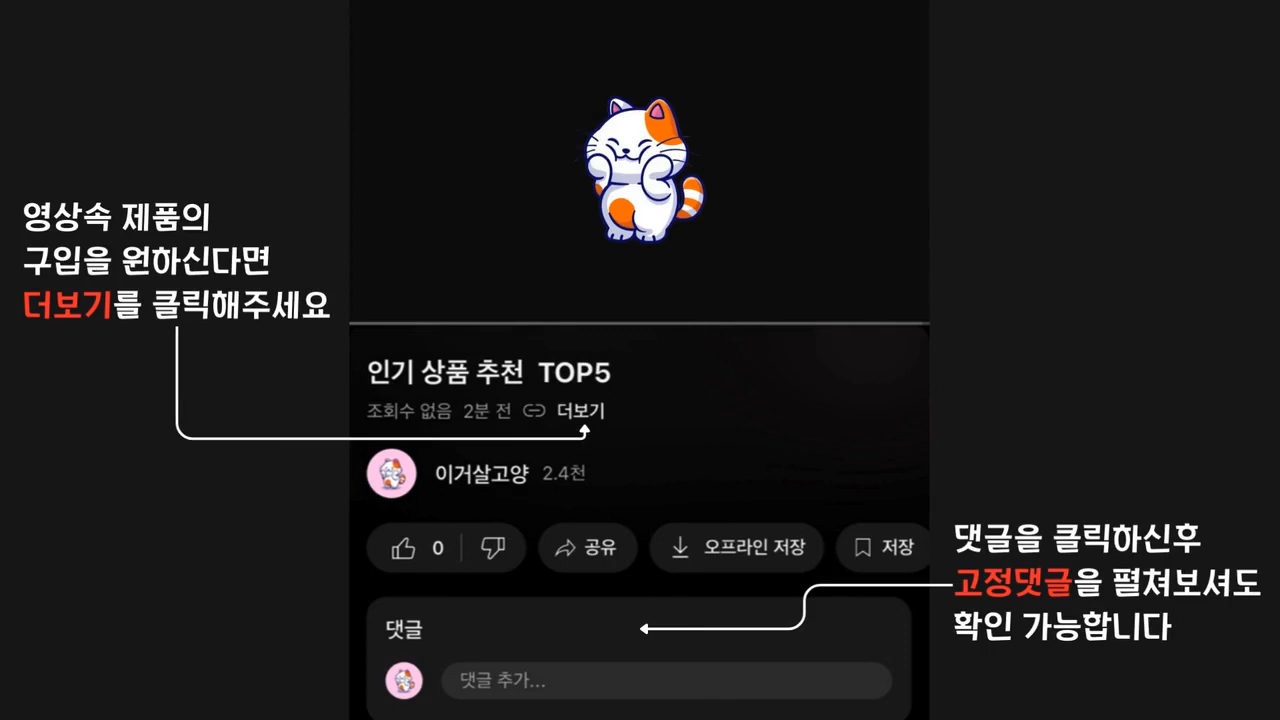 영상속 제품의
구입을 원하신다면
더보기를 클릭해주세요
인기 상품 추천 TOP5
조회수 없음 2분 전 더보기
이거살고양 2.4천
0 공유 오프라인 저장 저장
댓글을 클릭하신후
고정댓글을 펼쳐보셔도
확인 가능합니다
댓글
댓글 추가...